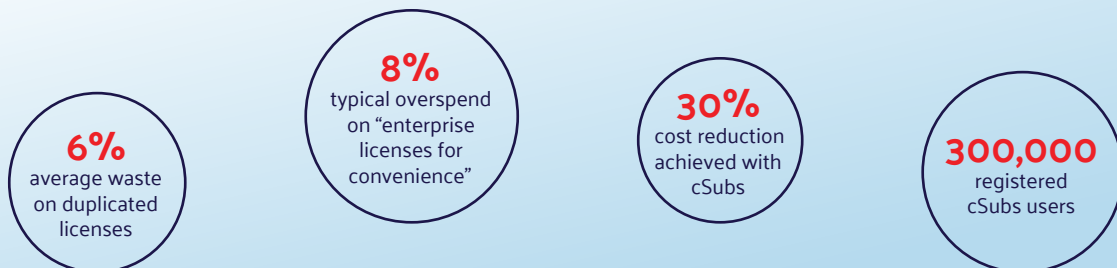 6%
average waste
on duplicated
licenses
8%
typical overspend
on “enterprise
licenses for
convenience”
30%
cost reduction
achieved with
cSubs
300,000
registered
cSubs users